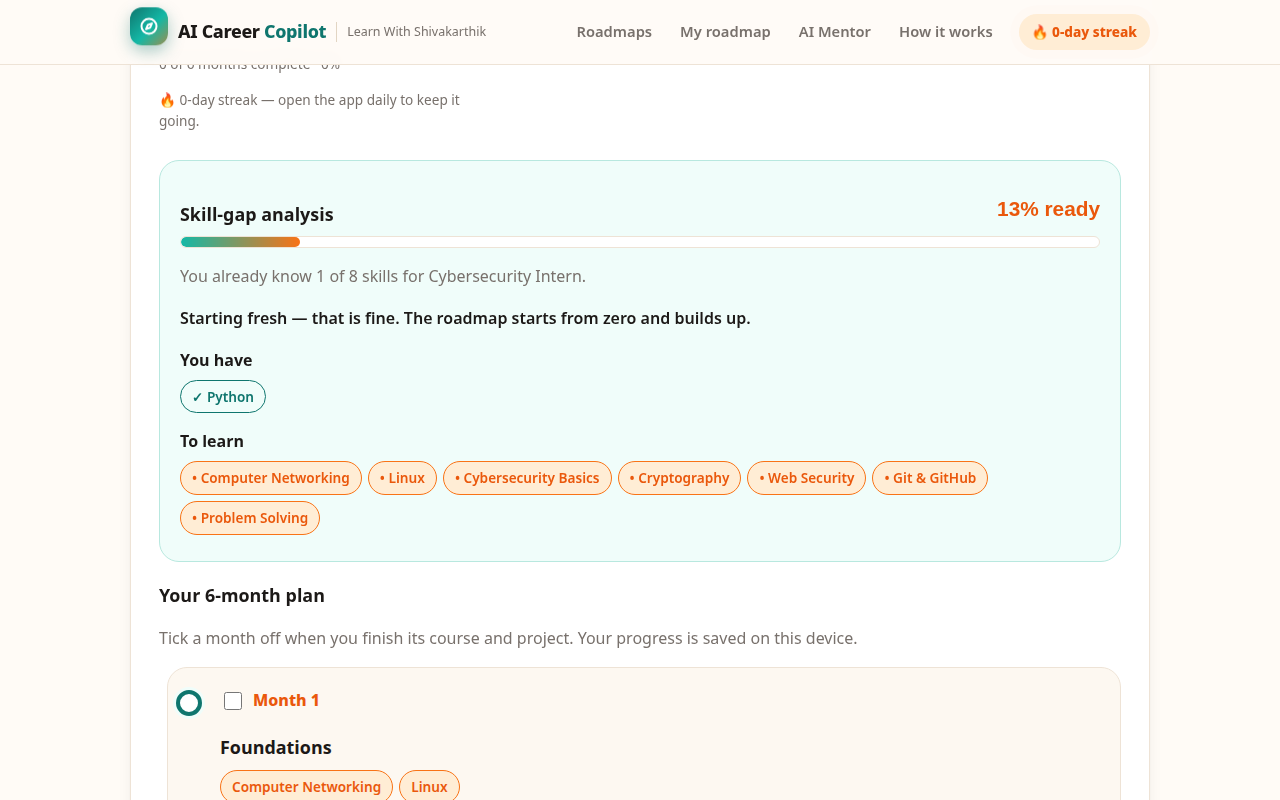 AI Career Copilot
Learn With Shivakarthik
Roadmaps
My roadmap
AI Mentor
How it works
🔥 0-day streak
🔥 0-day streak — open the app daily to keep it
going.
Skill-gap analysis
13% ready
You already know 1 of 8 skills for Cybersecurity Intern.
Starting fresh — that is fine. The roadmap starts from zero and builds up.
You have
✓ Python
To learn
• Computer Networking
• Linux
• Cybersecurity Basics
• Cryptography
• Web Security
• Git & GitHub
• Problem Solving
Your 6-month plan
Tick a month off when you finish its course and project. Your progress is saved on this device.
Month 1
Foundations
Computer Networking
Linux